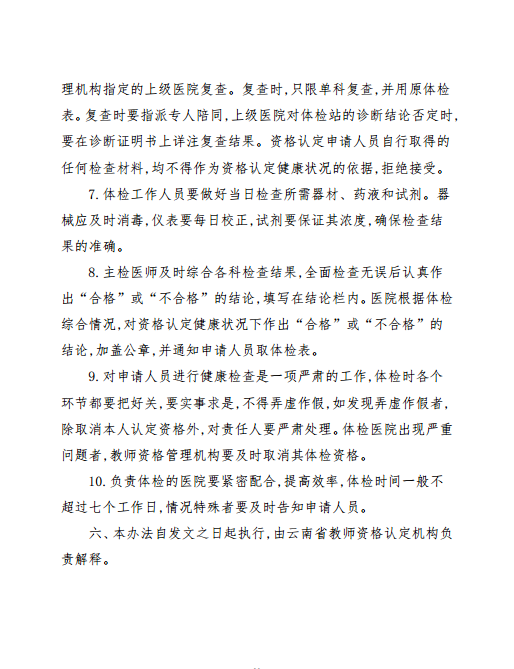 理机构指定的上级医院复查。复查时,只限单科复查,并用原体检
表。复查时要指派专人陪同,上级医院对体检站的诊断结论否定时,
要在诊断证明书上详注复查结果。资格认定申请人员自行取得的
任何检查材料,均不得作为资格认定健康状况的依据,拒绝接受。
7. 体检工作人员要做好当日检查所需器材、药液和试剂。器
械应及时消毒,仪表要每日校正,试剂要保证其浓度,确保检查结
果的准确。
8. 主检医师及时综合各科检查结果,全面检查无误后认真作
出“合格”或“不合格”的结论,填写在结论栏内。医院根据体检
综合情况,对资格认定健康状况下作出“合格”或“不合格”的
结论,加盖公章,并通知申请人员取体检表。
9. 对申请人员进行健康检查是一项严肃的工作,体检时各个
环节都要把好关,要实事求是,不得弄虚作假,如发现弄虚作假者,
除取消本人认定资格外,对责任人要严肃处理。体检医院出现严重
问题者,教师资格管理机构要及时取消其体检资格。
10. 负责体检的医院要紧密配合,提高效率,体检时间一般不
超过七个工作日,情况特殊者要及时告知申请人员。
六、本办法自发文之日起执行,由云南省教师资格认定机构负
责解释。